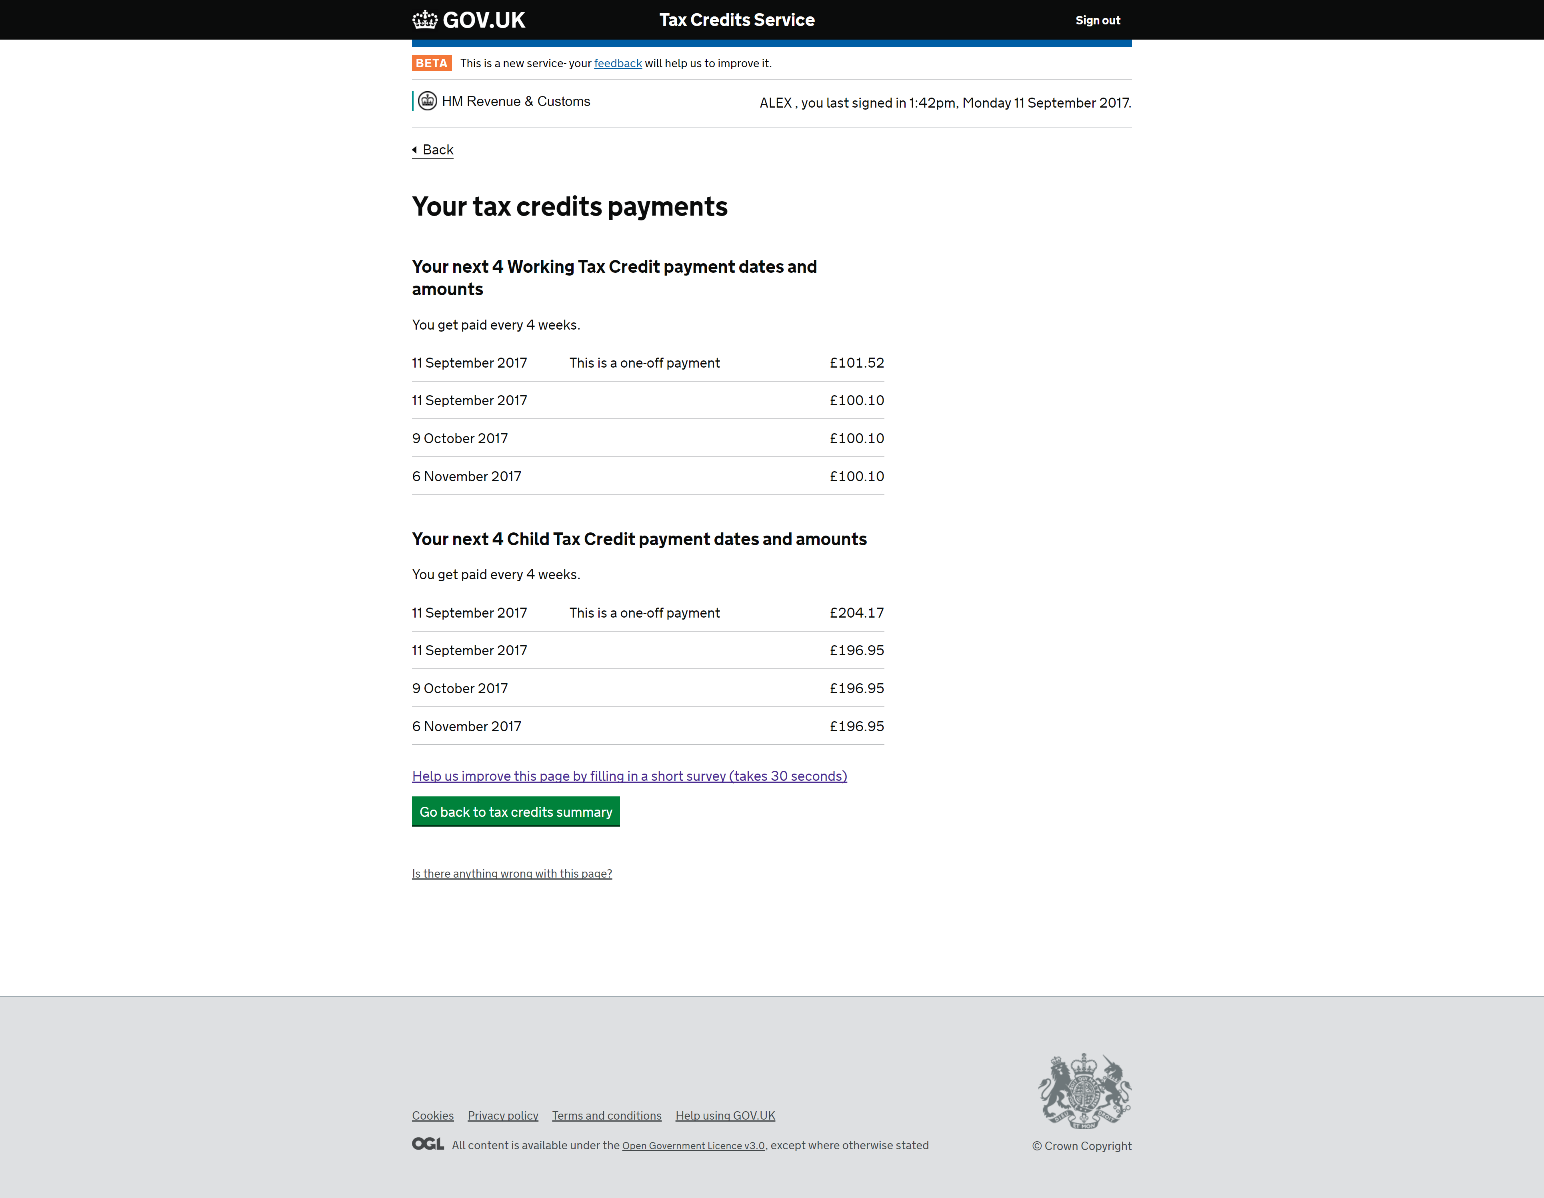 GOV.UK Tax Credits Service Sign out
BETA This is a new service- your feedback will help us to improve it.
HM Revenue & Customs ALEX , you last signed in 1:42pm, Monday 11 September 2017.
Back
Your tax credits payments
Your next 4 Working Tax Credit payment dates and
amounts
You get paid every 4 weeks.
11 September 2017 This is a one-off payment £101.52
11 September 2017 £100.10
9 October 2017 £100.10
6 November 2017 £100.10
Your next 4 Child Tax Credit payment dates and amounts
You get paid every 4 weeks.
11 September 2017 This is a one-off payment £204.17
11 September 2017 £196.95
9 October 2017 £196.95
6 November 2017 £196.95
Help us improve this page by filling in a short survey (takes 30 seconds)
Go back to tax credits summary
Is there anything wrong with this page?
Cookies Privacy policy Terms and conditions Help using GOV.UK
OGL All content is available under the Open Government Licence v3.0, except where otherwise stated
© Crown Copyright